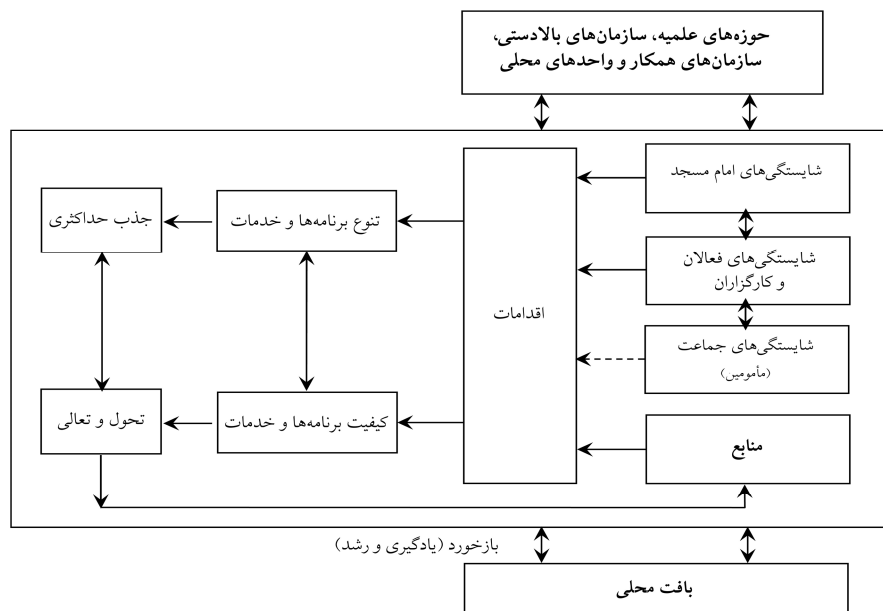 حوزه‌های علمیه، سازمان‌های بالادستی،
سازمان‌های همکار و واحدهای محلی
شایستگی‌های امام مسجد
شایستگی‌های فعالان
و کارگزاران
شایستگی‌های جماعت
(مأمومین)
منابع
اقدامات
تنوع برنامه‌ها و خدمات
کیفیت برنامه‌ها و خدمات
جذب حداکثری
تحول و تعالی
بازخورد (یادگیری و رشد)
بافت محلی